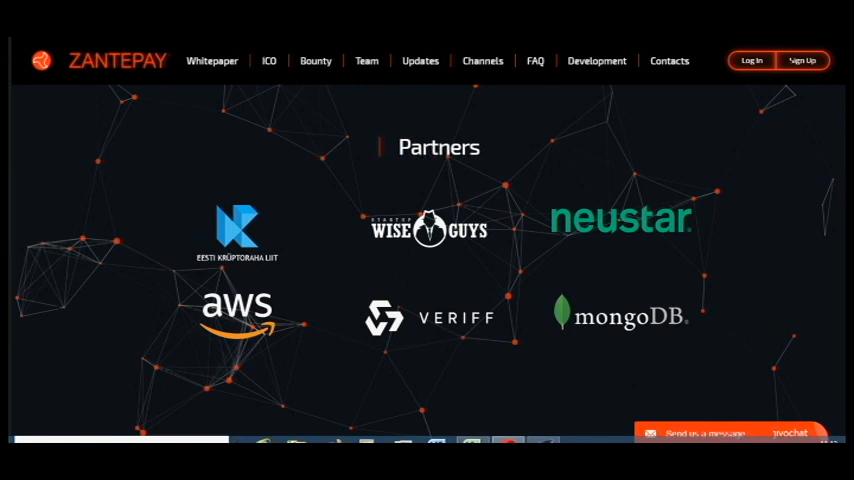 ZANTEPAY Whitepaper ICO Bounty Team Updates Channels FAQ Development Contacts Log In Sign Up
Partners
EESTI KRÜPTORAHA LIIT
STARTUP
WISE GUYS
neustar
aws
VERIFF
mongoDB
Send us a message jivochat